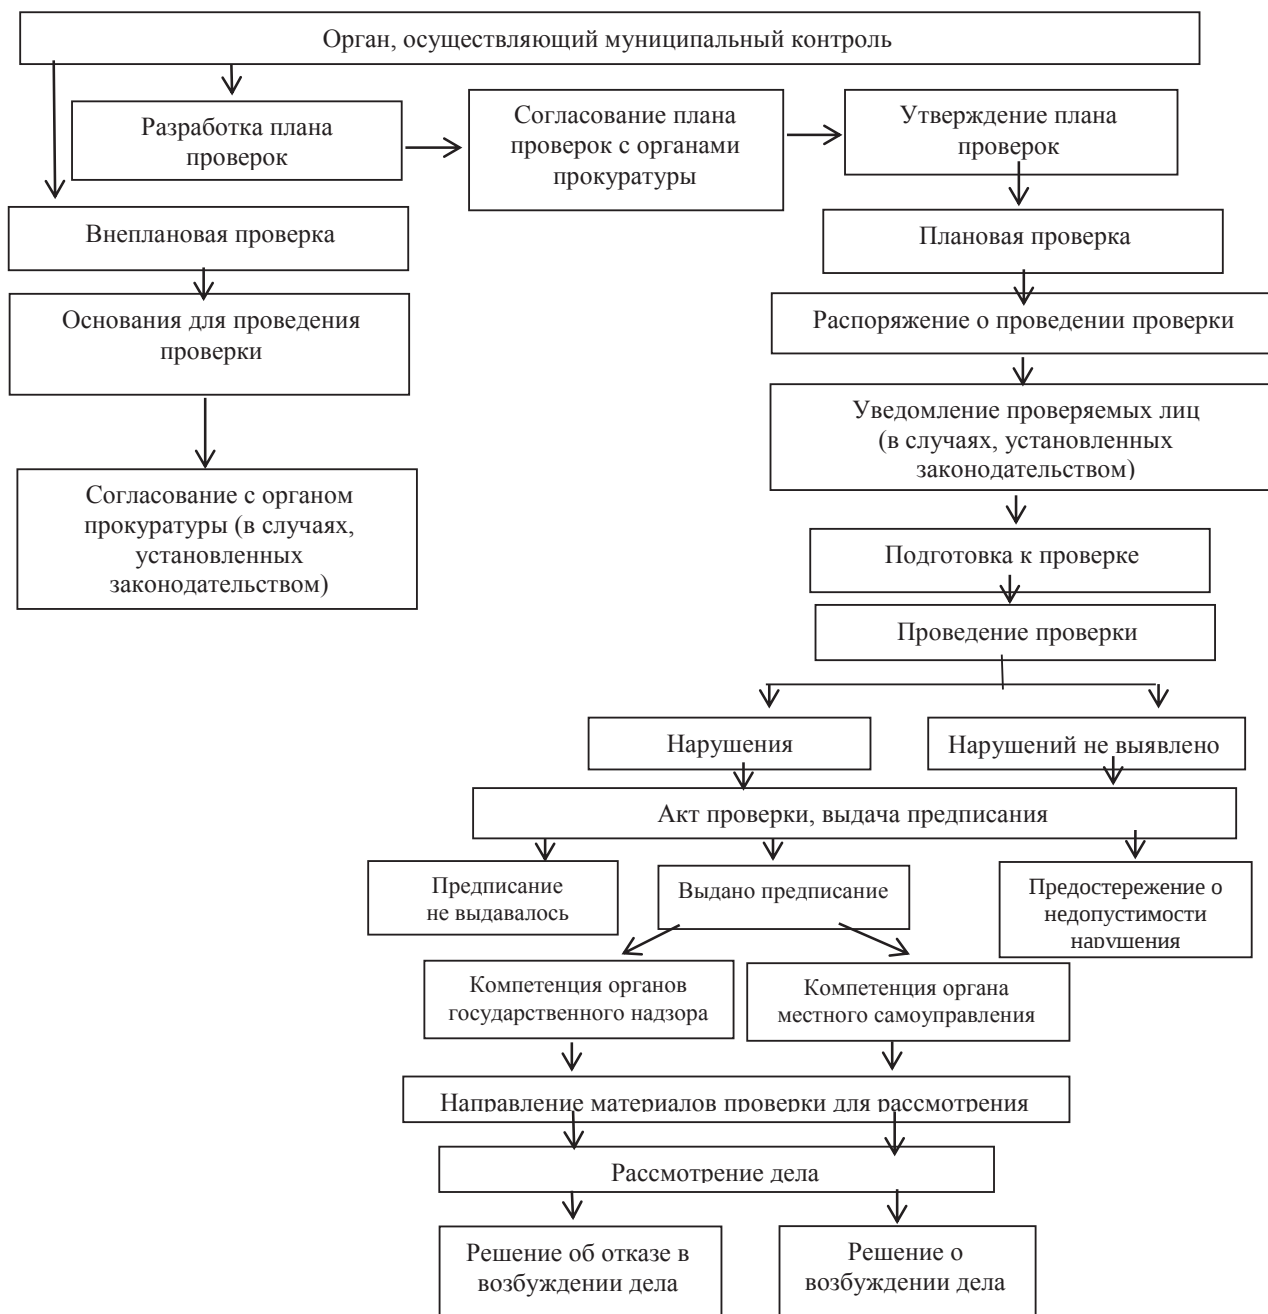 Орган, осуществляющий муниципальный контроль
Разработка плана
проверок
Согласование плана
проверок с органами
прокуратуры
Утверждение плана
проверок
Внеплановая проверка
Плановая проверка
Основания для проведения
проверки
Распоряжение о проведении проверки
Уведомление проверяемых лиц
(в случаях, установленных
законодательством)
Согласование с органом
прокуратуры (в случаях,
установленных
законодательством)
Подготовка к проверке
Проведение проверки
Нарушения
Нарушений не выявлено
Акт проверки, выдача предписания
Предписание
не выдавалось
Выдано предписание
Предостережение о
недопустимости
нарушения
Компетенция органов
государственного надзора
Компетенция органа
местного самоуправления
Направление материалов проверки для рассмотрения
Рассмотрение дела
Решение об отказе в
возбуждении дела
Решение о
возбуждении дела